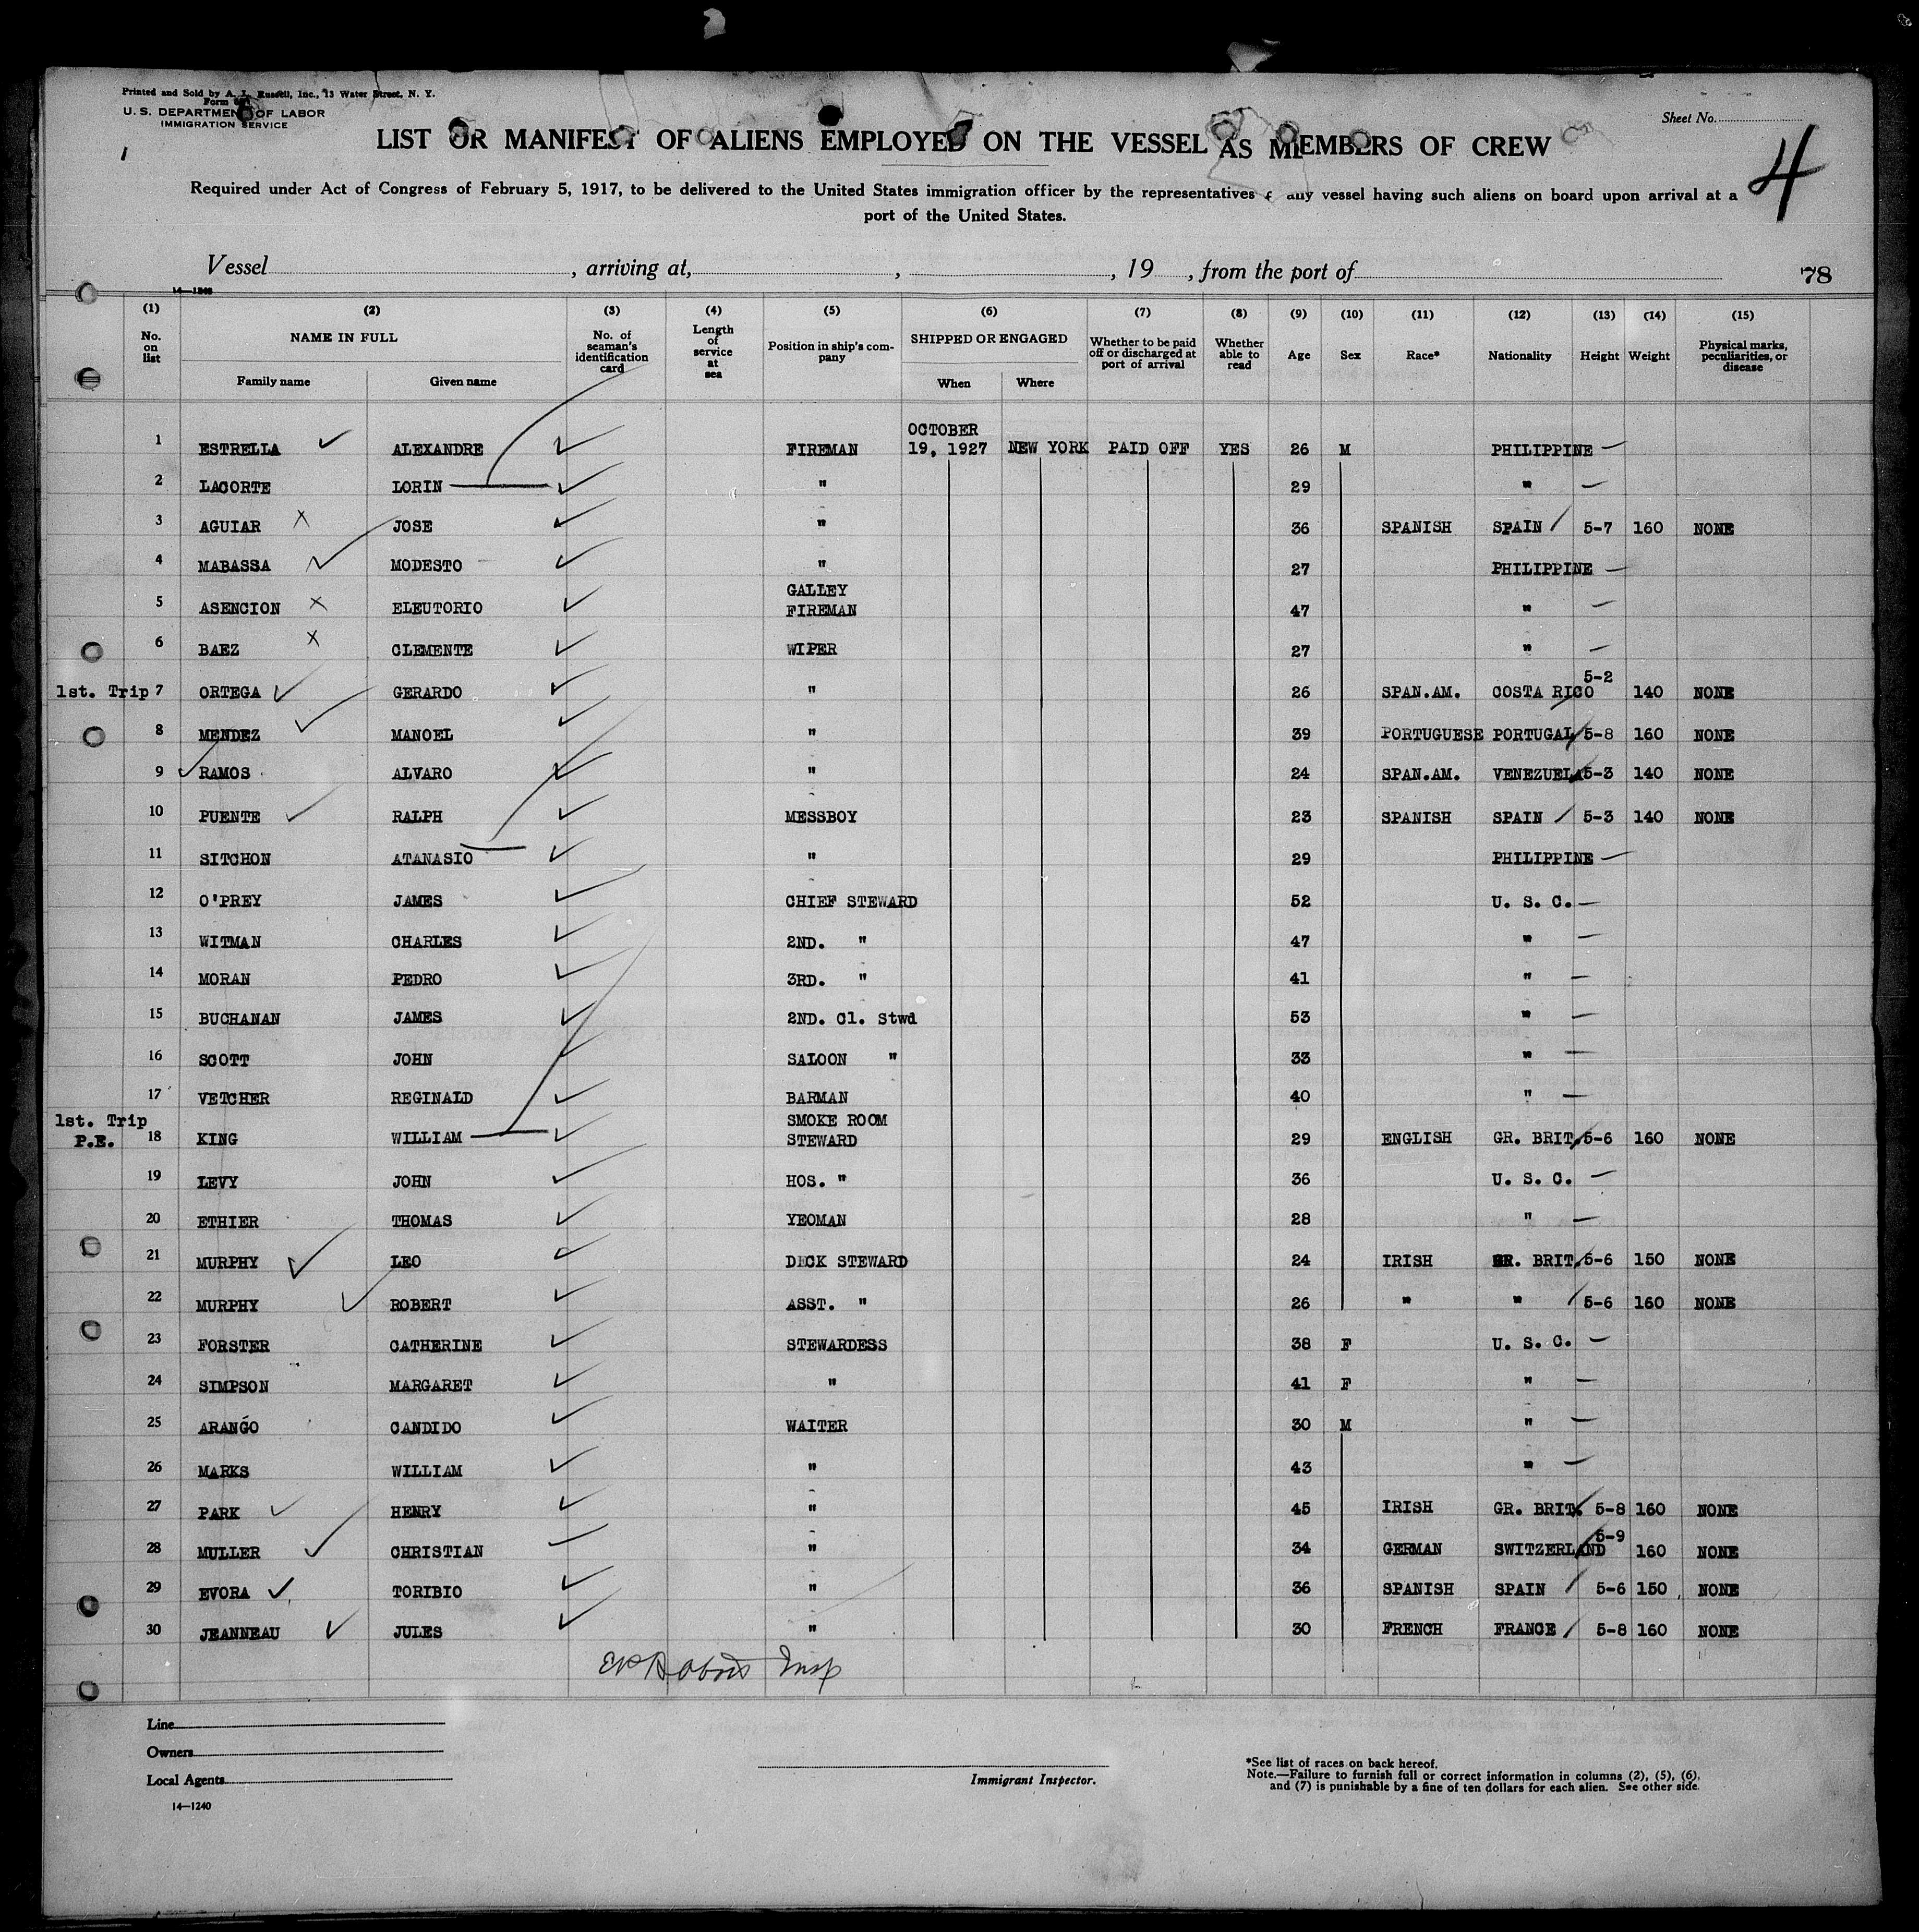 Printed and Sold by A. L. Russell, Inc., 13 Water Street, N. Y.
Form
U. S. DEPARTMENT OF LABOR
IMMIGRATION SERVICE
Sheet No.
4
LIST OR MANIFEST OF ALIENS EMPLOYED ON THE VESSEL AS MEMBERS OF CREW
Required under Act of Congress of February 5, 1917, to be delivered to the United States immigration officer by the representatives of any vessel having such aliens on board upon arrival at a
port of the United States.
Vessel , arriving at, , , 19 , from the port of
78
14—1240
(1) (2) (3) (4) (5) (6) (7) (8) (9) (10) (11) (12) (13) (14) (15)
No. on list NAME IN FULL Family name Given name No. of seaman's identification card Length of service at sea Position in ship's company SHIPPED OR ENGAGED When Where Whether to be paid off or discharged at port of arrival Whether able to read Age Sex Race* Nationality Height Weight Physical marks, peculiarities, or disease
1 ESTRELLA ALEXANDRE FIREMAN OCTOBER 19, 1927 NEW YORK PAID OFF YES 26 M PHILIPPINE
2 LACORTE LORIN " 29 "
3 AGUIAR JOSE " 36 SPANISH SPAIN 5-7 160 NONE
4 MABASSA MODESTO " 27 PHILIPPINE
5 ASENCION ELEUTORIO GALLEY FIREMAN 47 "
6 BAEZ CLEMENTE WIPER 27 "
1st. Trip 7 ORTEGA GERARDO " 26 SPAN.AM. COSTA RICO 5-2 140 NONE
8 MENDEZ MANOEL " 39 PORTUGUESE PORTUGAL 5-8 160 NONE
9 RAMOS ALVARO " 24 SPAN.AM. VENEZUELA 5-3 140 NONE
10 PUENTE RALPH MESSBOY 23 SPANISH SPAIN 5-3 140 NONE
11 SITCHON ATANASIO " 29 PHILIPPINE
12 O'PREY JAMES CHIEF STEWARD 52 U. S. C.
13 WITMAN CHARLES 2ND. " 47 "
14 MORAN PEDRO 3RD. " 41 "
15 BUCHANAN JAMES 2ND. Cl. Stwd 53 "
16 SCOTT JOHN SALOON " 33 "
17 VETCHER REGINALD BARMAN 40 "
1st. Trip P.E. 18 KING WILLIAM SMOKE ROOM STEWARD 29 ENGLISH GR. BRIT. 5-6 160 NONE
19 LEVY JOHN HOS. " 36 U. S. C.
20 ETHIER THOMAS YEOMAN 28 "
21 MURPHY LEO DECK STEWARD 24 IRISH GR. BRIT. 5-6 150 NONE
22 MURPHY ROBERT ASST. " 26 " " 5-6 160 NONE
23 FORSTER CATHERINE STEWARDESS 38 F U. S. C.
24 SIMPSON MARGARET " 41 F "
25 ARANGO CANDIDO WAITER 30 M "
26 MARKS WILLIAM " 43 "
27 PARK HENRY " 45 IRISH GR. BRIT. 5-8 160 NONE
28 MULLER CHRISTIAN " 34 GERMAN SWITZERLAND 5-9 160 NONE
29 EVORA TORIBIO " 36 SPANISH SPAIN 5-6 150 NONE
30 JEANNEAU JULES " 30 FRENCH FRANCE 5-8 160 NONE
Insp
Line
Owners
Local Agents
14—1240
Immigrant Inspector.
*See list of races on back hereof.
Note.—Failure to furnish full or correct information in columns (2), (5), (6),
and (7) is punishable by a fine of ten dollars for each alien. See other side.